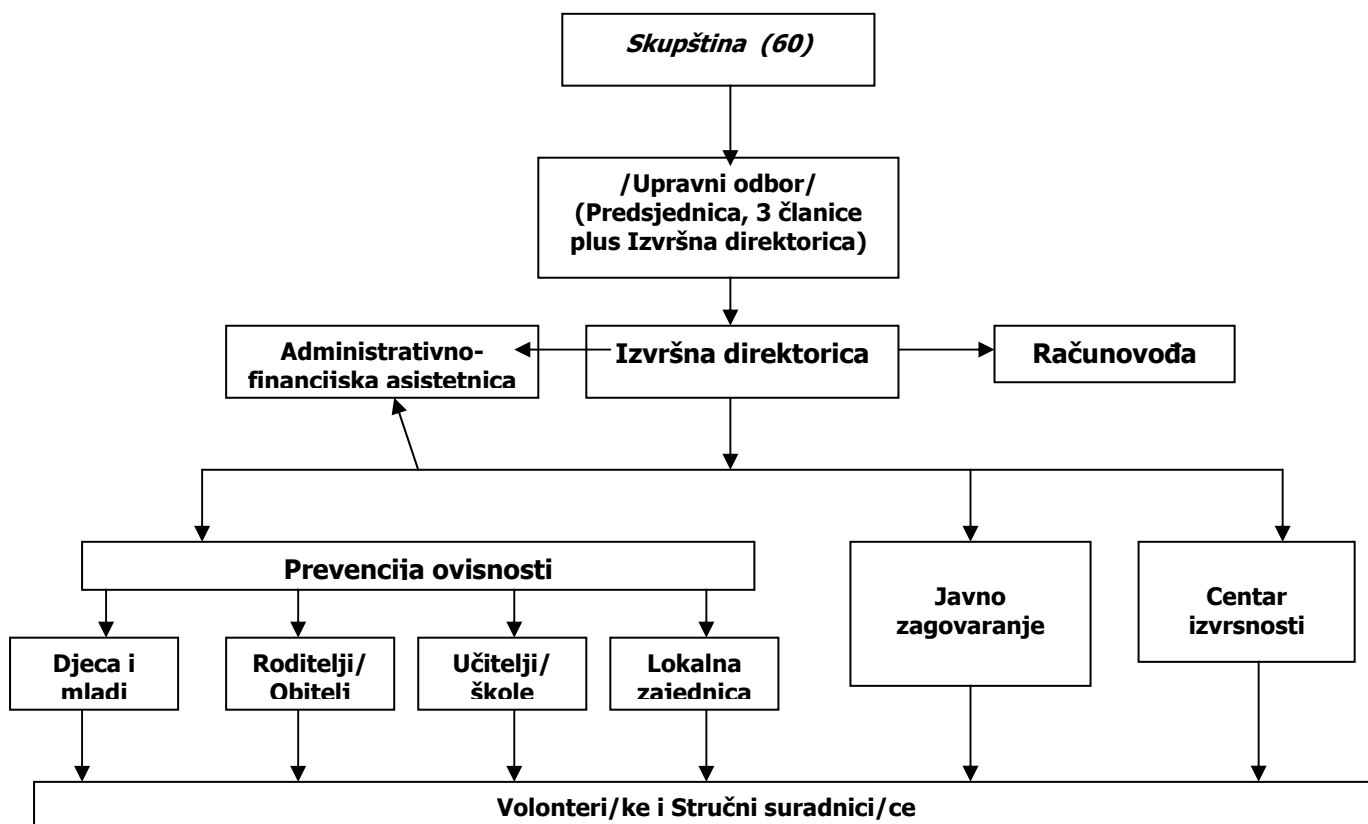 Skupština (60)
/Upravni odbor/
(Predsjednica, 3 članice
plus Izvršna direktorica)
Administrativno-
financijska asistetnica
Izvršna direktorica
Računovođa
Prevencija ovisnosti
Javno
zagovaranje
Centar
izvrsnosti
Djeca i
mladi
Roditelji/
Obitelj
Učitelji/
škole
Lokalna
zajednica
Volonteri/ke i Stručni suradnici/ce